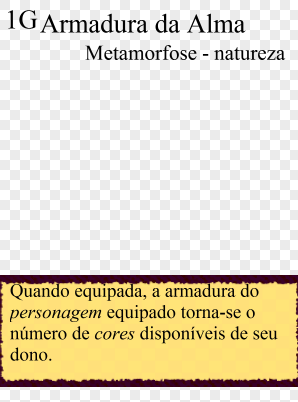 1G Armadura da Alma
Metamorfose - natureza
Quando equipada, a armadura do
personagem equipado torna-se o
número de cores disponíveis de seu
dono.